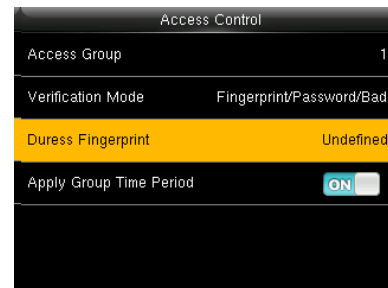 Access Control
Access Group 1
Verification Mode Fingerprint/Password/Bad
Duress Fingerprint Undefined
Apply Group Time Period ON